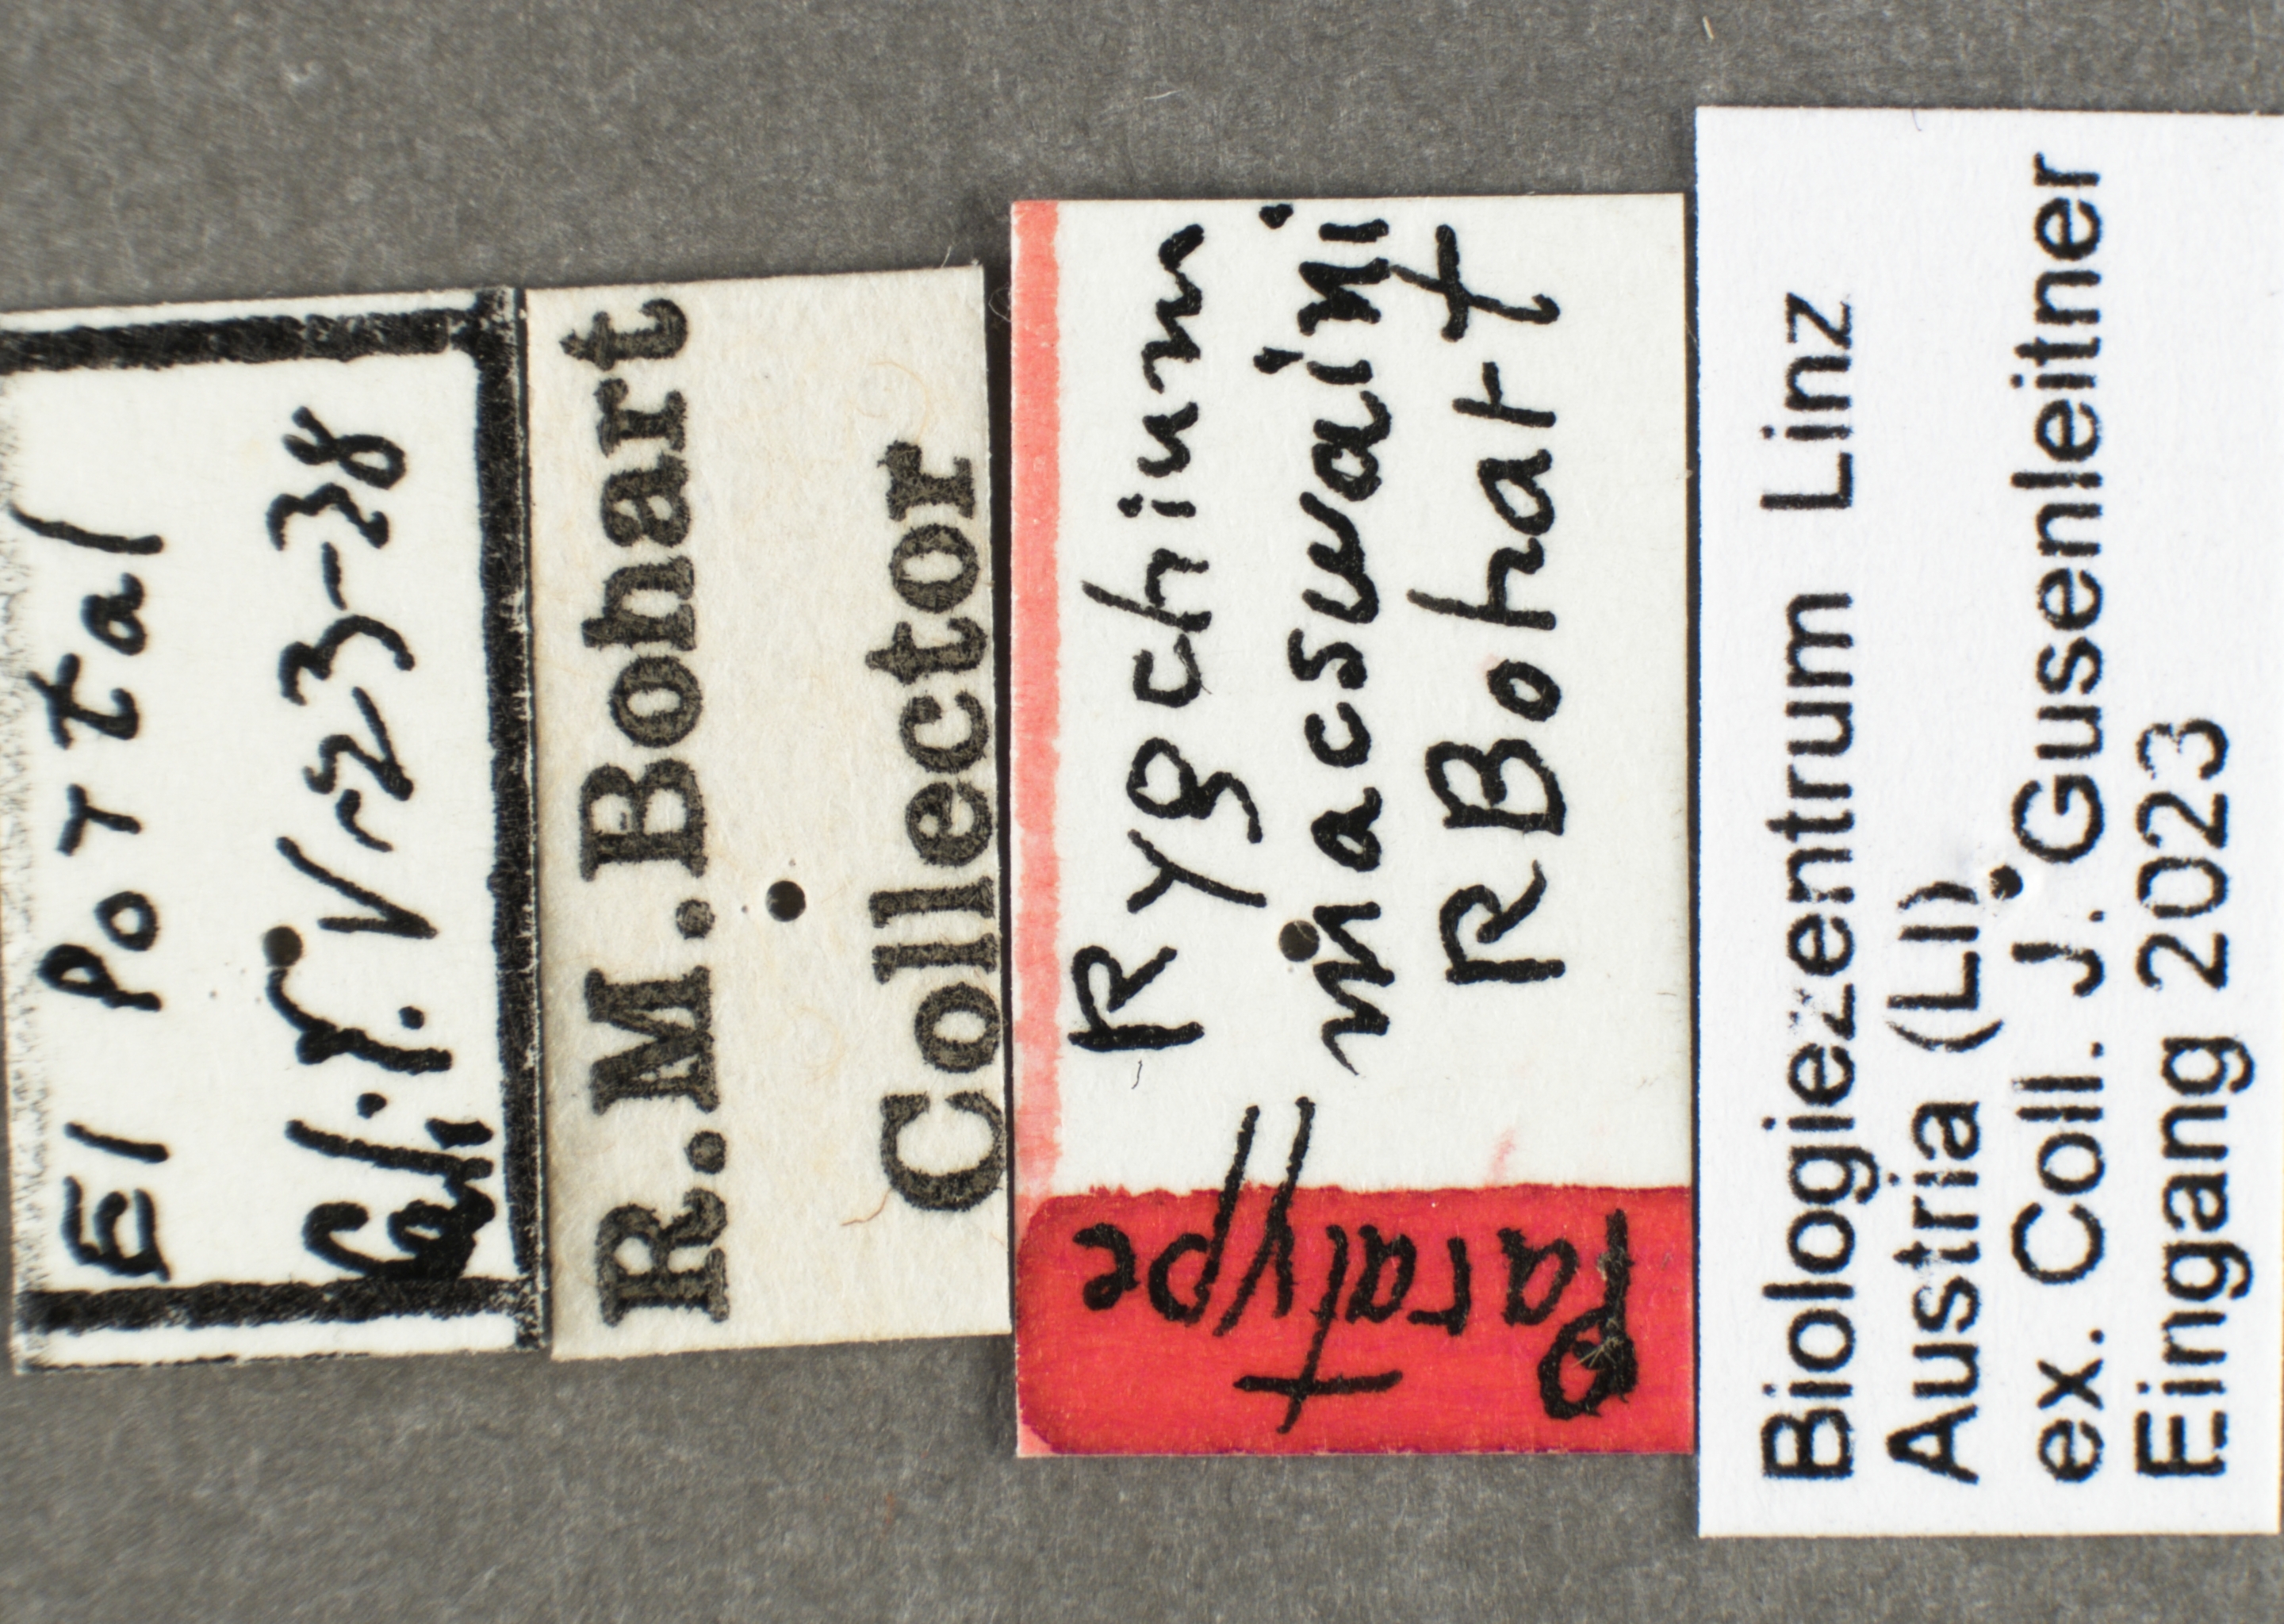 El Portal
Calif. V-23-38
R.M.Bohart
Collector
Rygchium
macswaini
RBohart
Paratype
Biologiezentrum Linz
Austria (LI)
ex. Coll. J. Gusenleitner
Eingang 2023